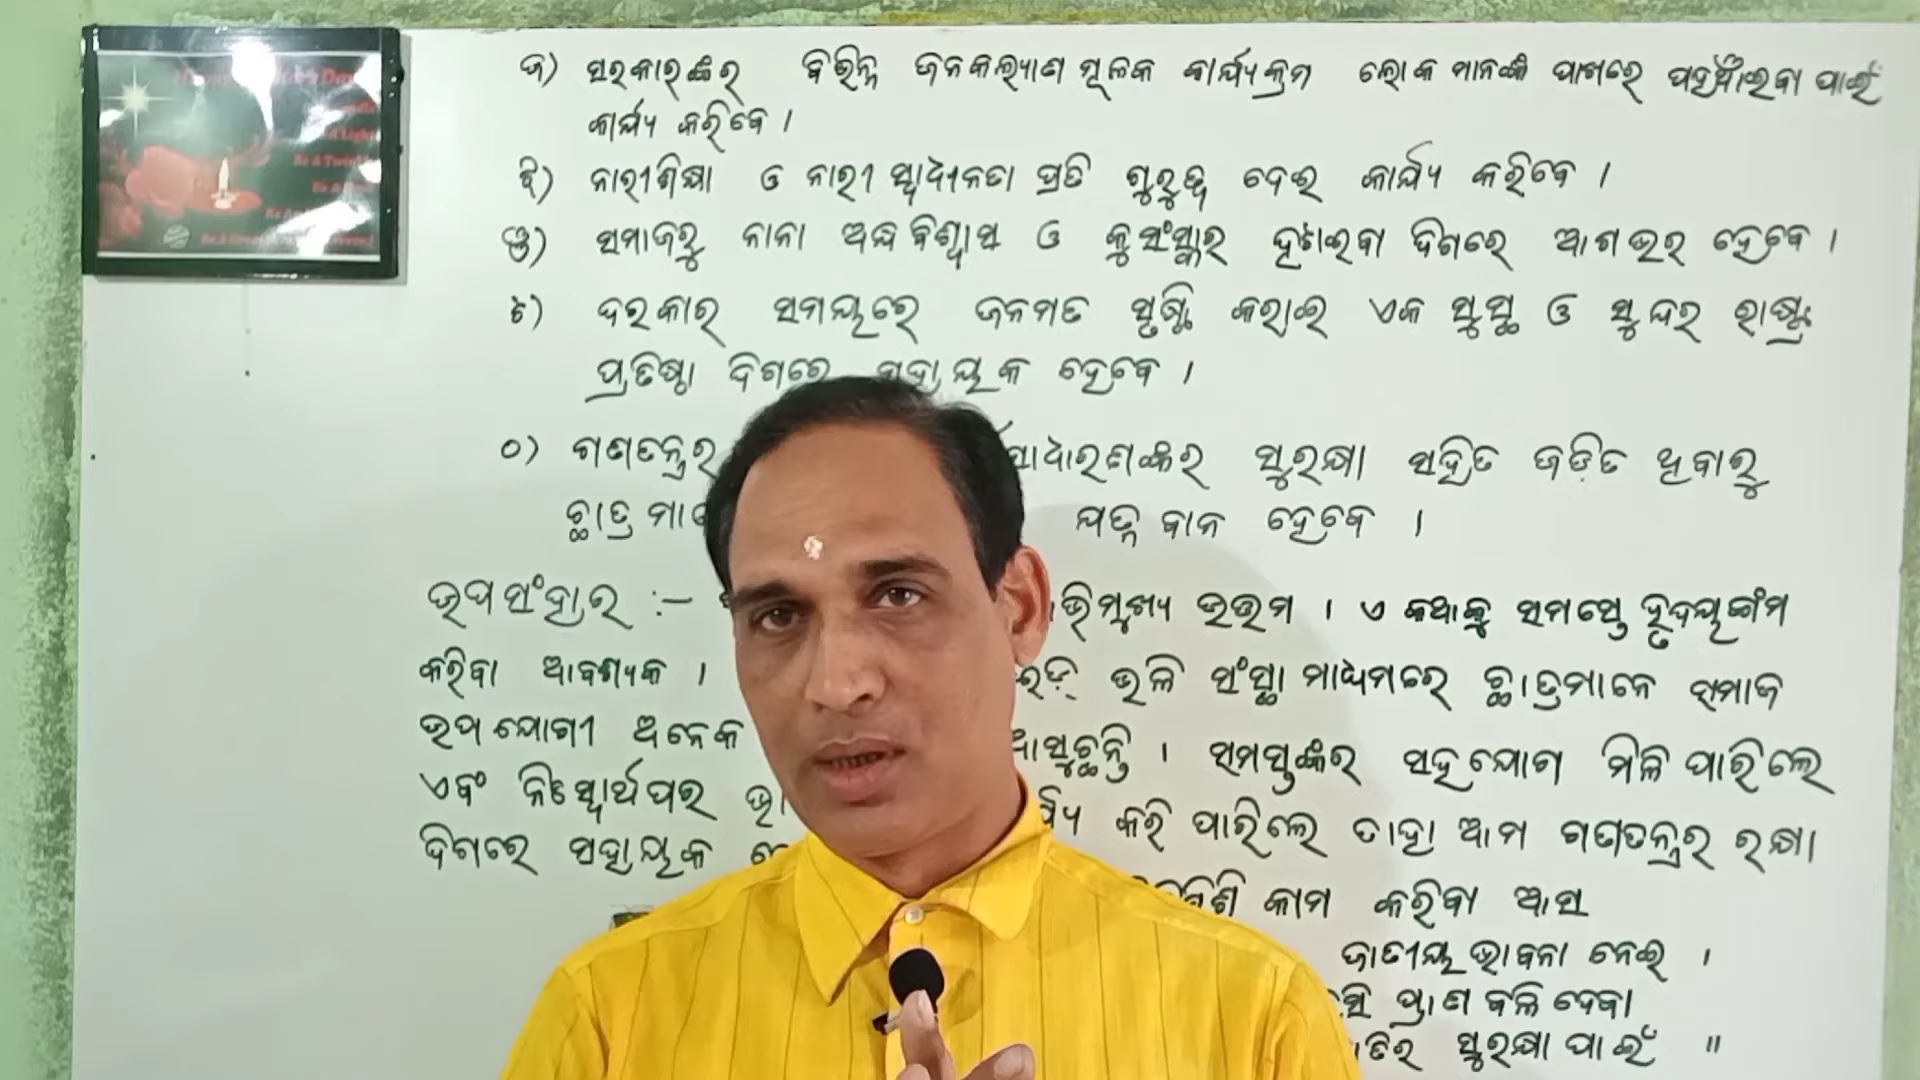 ଜ) ସରକାରଙ୍କର ବିଭିନ୍ନ ଜନକଲ୍ୟାଣ ମୂଳକ କାର୍ଯ୍ୟକ୍ରମ ଲୋକ ମାନଙ୍କ ପାଖରେ ପହଞ୍ଚାଇବା ପାଇଁ
କାର୍ଯ୍ୟ କରିବେ ।
ଝ) ନାରୀଶିକ୍ଷା ଓ ନାରୀ ସ୍ୱାଧୀନତା ପ୍ରତି ଗୁରୁତ୍ୱ ଦେଇ କାର୍ଯ୍ୟ କରିବେ ।
ଞ) ସମାଜରୁ ନାନା ଅନ୍ଧବିଶ୍ୱାସ ଓ କୁସଂସ୍କାର ହଟାଇବା ଦିଗରେ ଆଗଭର ହେବେ ।
ଟ) ଦରକାର ସମୟରେ ଜନମତ ସୃଷ୍ଟି କରାଇ ଏକ ସୁସ୍ଥ ଓ ସୁନ୍ଦର ରାଷ୍ଟ୍ର
ପ୍ରତିଷ୍ଠା ଦିଗରେ ସହାୟକ ହେବେ ।
୦) ଗଣତନ୍ତ୍ରର ସାଧାରଣଙ୍କର ସୁରକ୍ଷା ସହିତ ଜଡ଼ିତ ଥିବାରୁ
ଛାତ୍ର ଯତ୍ନବାନ ହେବେ ।
ଉପସଂହାର :- ଉତ୍ତମ । ଏ କଥାକୁ ସମସ୍ତେ ହୃଦୟଙ୍ଗମ
କରିବା ଆବଶ୍ୟକ । ଭଳି ସଂସ୍ଥା ମାଧ୍ୟମରେ ଛାତ୍ରମାନେ ସମାଜ
ଉପଯୋଗୀ ଅନେକ ଆସୁଚ୍ଛନ୍ତି । ସମସ୍ତଙ୍କର ସହଯୋଗ ମିଳି ପାରିଲେ
ଏବଂ ନିଃସ୍ୱାର୍ଥପର କରି ପାରିଲେ ତାହା ଆମ ଗଣତନ୍ତ୍ରର ରକ୍ଷା
ଦିଗରେ ସହାୟକ
କାମ କରିବା ଆସ
ଜାତୀୟ ଭାବନା ନେଇ ।
ପ୍ରାଣ ବଳି ଦେବା
ସୁରକ୍ଷା ପାଇଁ ॥